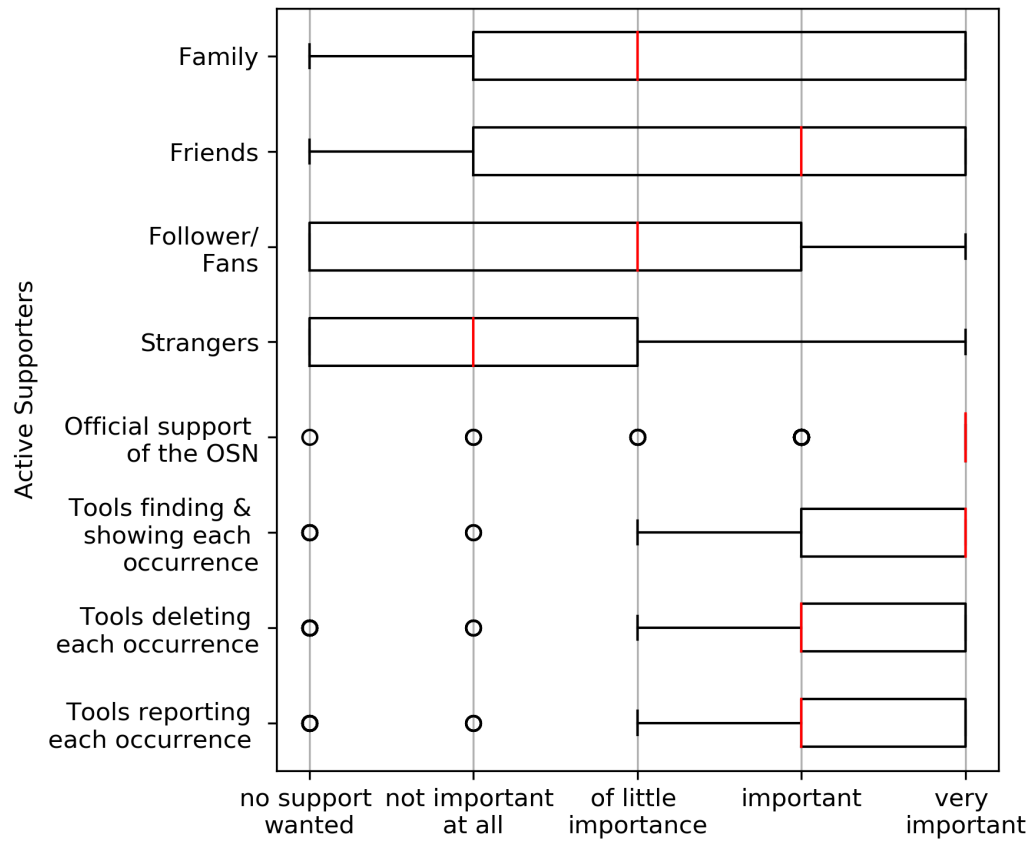 Active Supporters
Family
Friends
Follower/
Fans
Strangers
Official support
of the OSN
Tools finding &
showing each
occurrence
Tools deleting
each occurrence
Tools reporting
each occurrence
no support
wanted
not important
at all
of little
importance
important
very
important